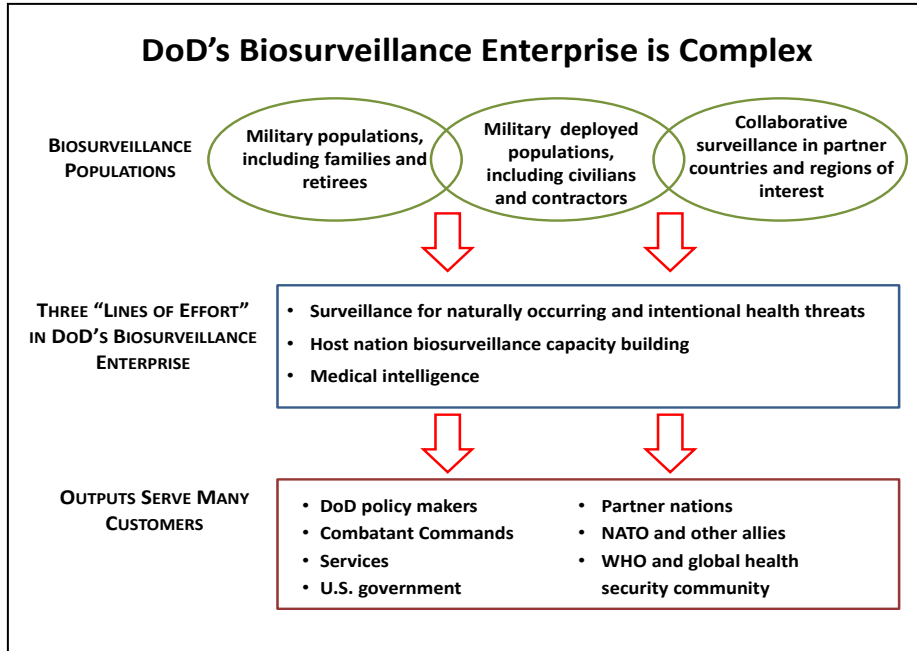 DoD's Biosurveillance Enterprise is Complex
BIOSURVEILLANCE
POPULATIONS
Military populations,
including families and
retirees
Military deployed
populations,
including civilians
and contractors
Collaborative
surveillance in partner
countries and regions of
interest
THREE “LINES OF EFFORT”
IN DOD'S BIOSURVEILLANCE
ENTERPRISE
• Surveillance for naturally occurring and intentional health threats
• Host nation biosurveillance capacity building
• Medical intelligence
OUTPUTS SERVE MANY
CUSTOMERS
• DoD policy makers
• Combatant Commands
• Services
• U.S. government
• Partner nations
• NATO and other allies
• WHO and global health
security community